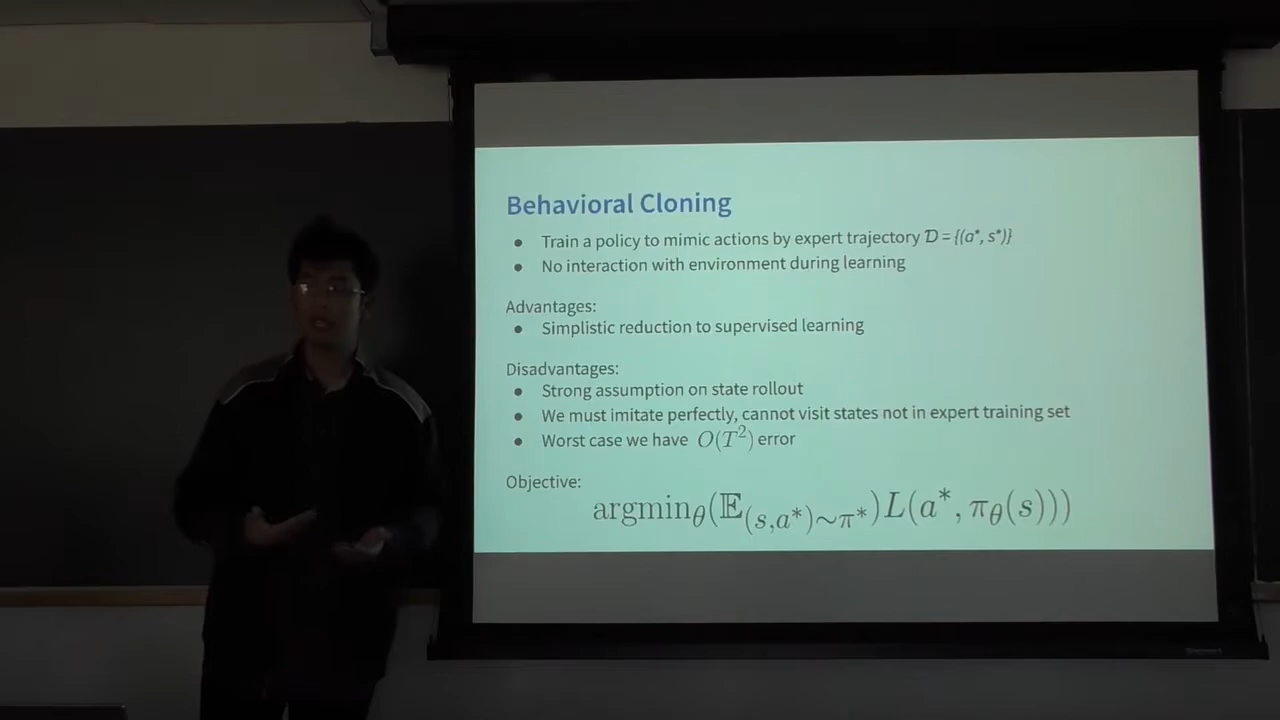 Behavioral Cloning
● Train a policy to mimic actions by expert trajectory D = {(a*, s*)}
● No interaction with environment during learning
Advantages:
● Simplistic reduction to supervised learning
Disadvantages:
● Strong assumption on state rollout
● We must imitate perfectly, cannot visit states not in expert training set
● Worst case we have O(T²) error
Objective:
argmin_θ(𝔼_(s,a*)∼π*)L(a*, π_θ(s)))